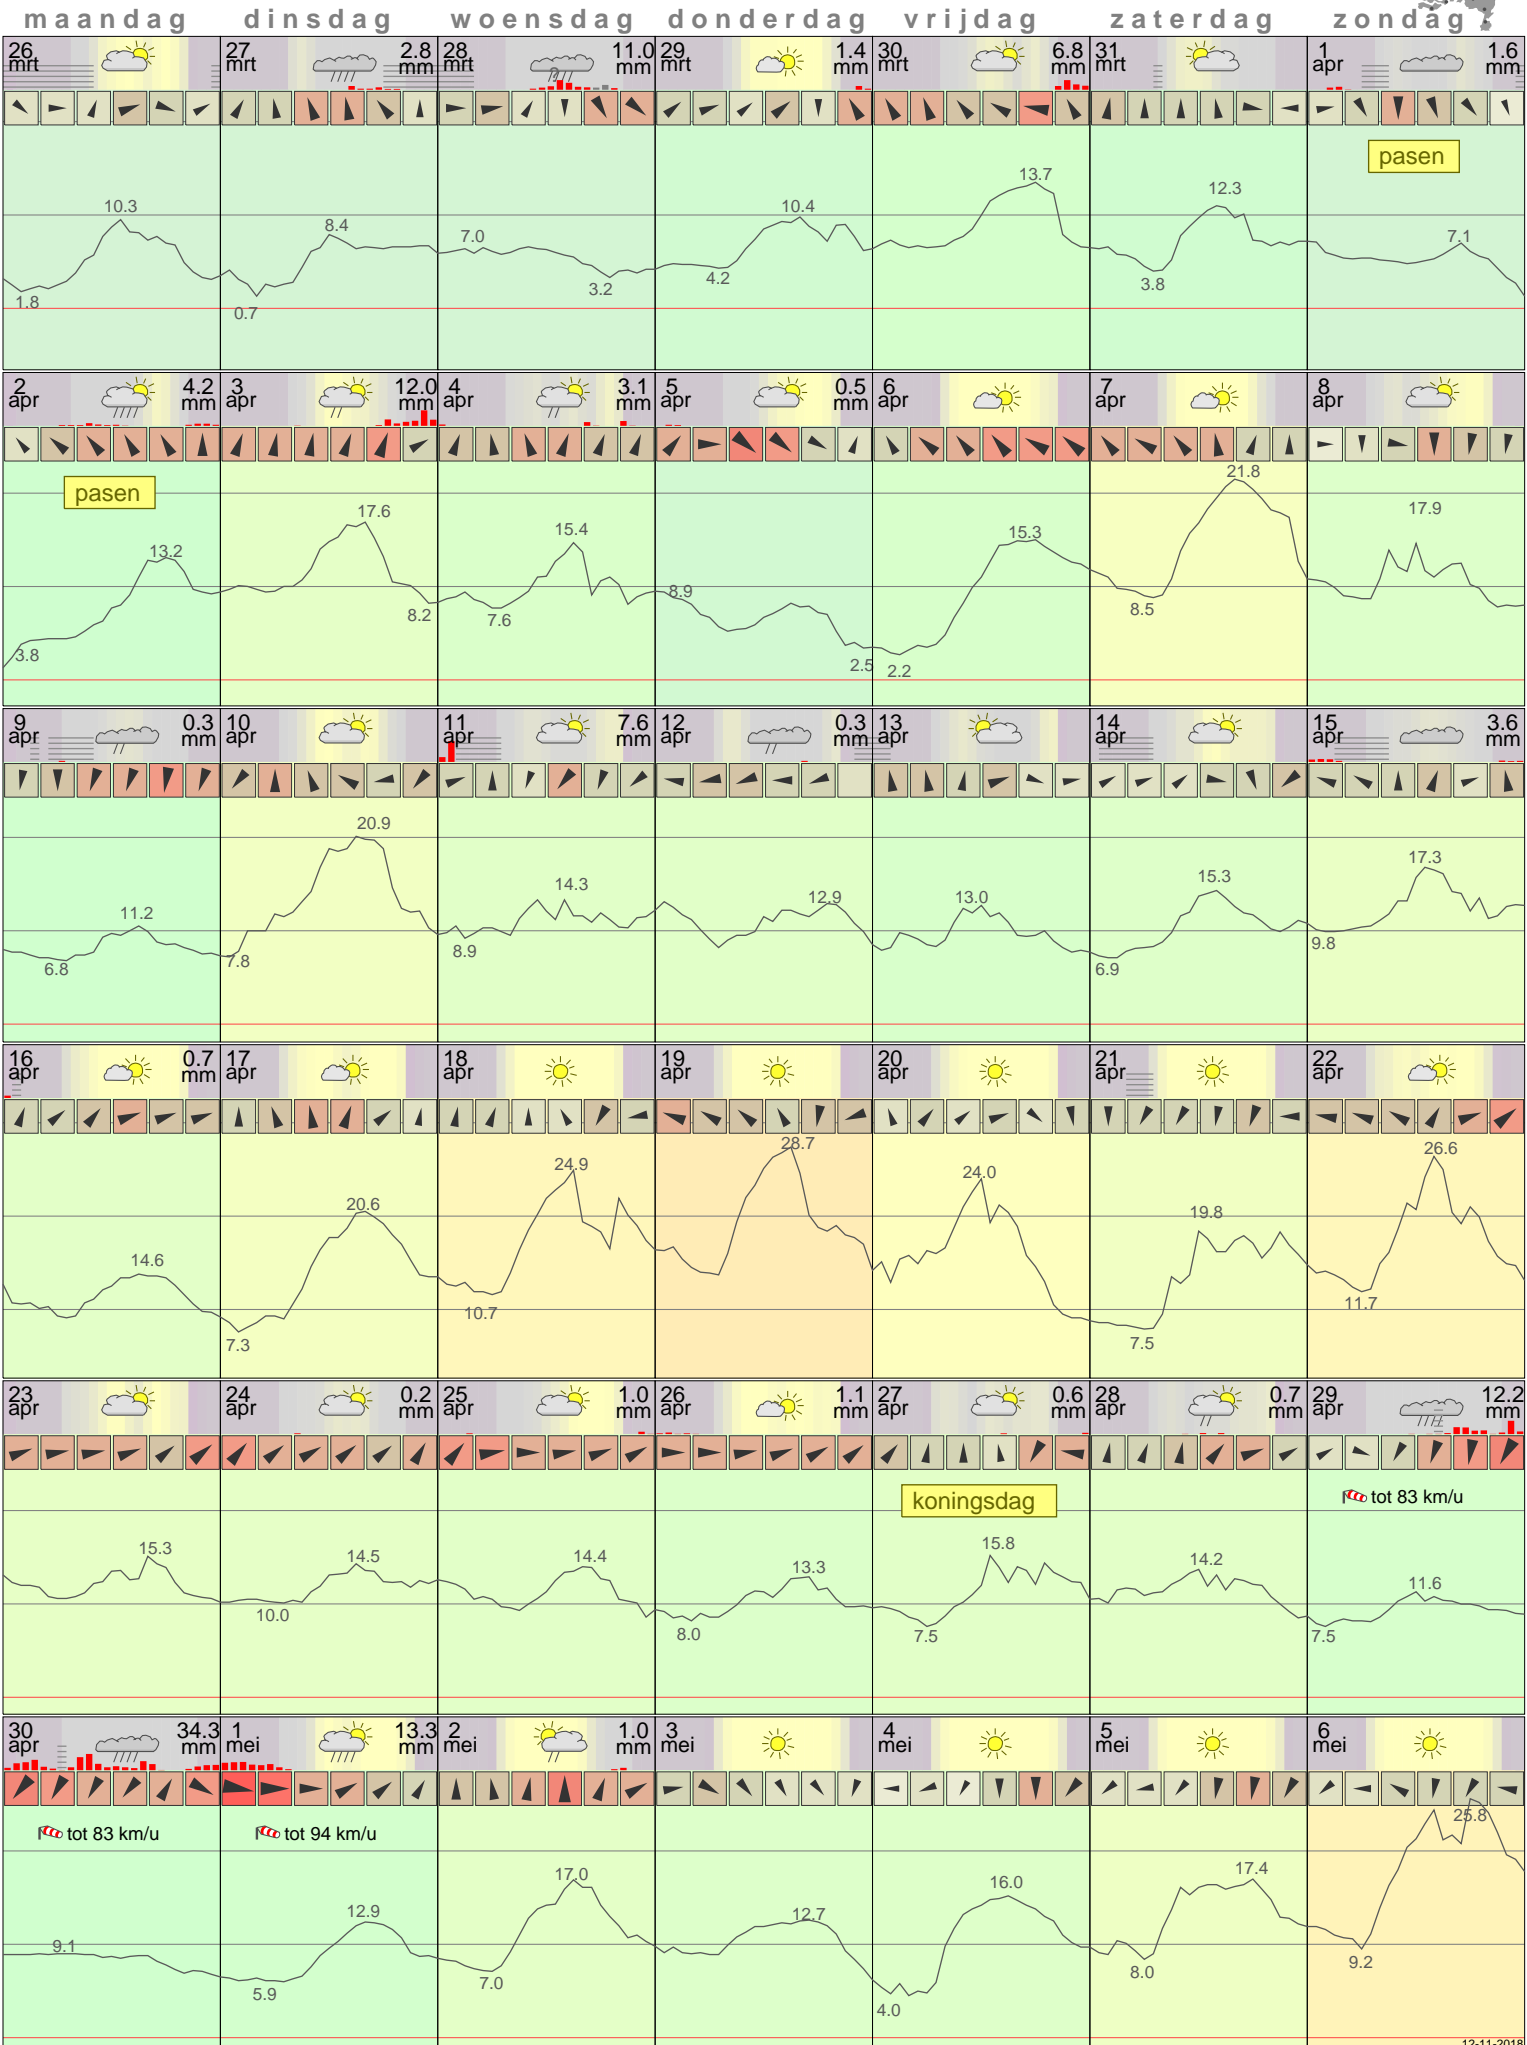 maandag dinsdag woensdag donderdag vrijdag zaterdag zondag
26 27 2.8 28 11.0 29 1.4 30 6.8 31 1 1.6
mrt mrt mm mrt mm mrt mm mrt mm mrt apr mm
pasen
13.7
12.3
10.3 10.4
8.4
7.0 7.1
4.2
3.8
3.2
1.8
0.7
2 4.2 3 12.0 4 3.1 5 0.5 6 7 8
apr mm apr mm apr mm apr mm apr apr apr
21.8
pasen
17.6 17.9
15.4 15.3
13.2
8.9
8.2 7.6 8.5
3.8
2.5 2.2
9 0.3 10 11 7.6 12 0.3 13 14 15 3.6
apr mm apr apr mm apr mm apr apr apr mm
20.9
17.3
14.3 15.3
12.9 13.0
11.2
8.9 9.8
7.8
6.8 6.9
16 0.7 17 18 19 20 21 22
apr mm apr apr apr apr apr apr
28.7
26.6
24.9
24.0
20.6 19.8
14.6
10.7 11.7
7.3 7.5
23 24 0.2 25 1.0 26 1.1 27 0.6 28 0.7 29 12.2
apr apr mm apr mm apr mm apr mm apr mm apr mm
koningsdag tot 83 km/u
15.3 14.5 14.4 13.3 15.8 14.2 11.6
10.0 8.0 7.5 7.5
30 34.3 1 13.3 2 1.0 3 4 5 6
apr mm mei mm mei mm mei mei mei mei
25.8
tot 83 km/u tot 94 km/u
17.0 16.0 17.4
12.9 12.7
9.1
9.2
5.9 7.0 4.0 8.0
12-11-2018